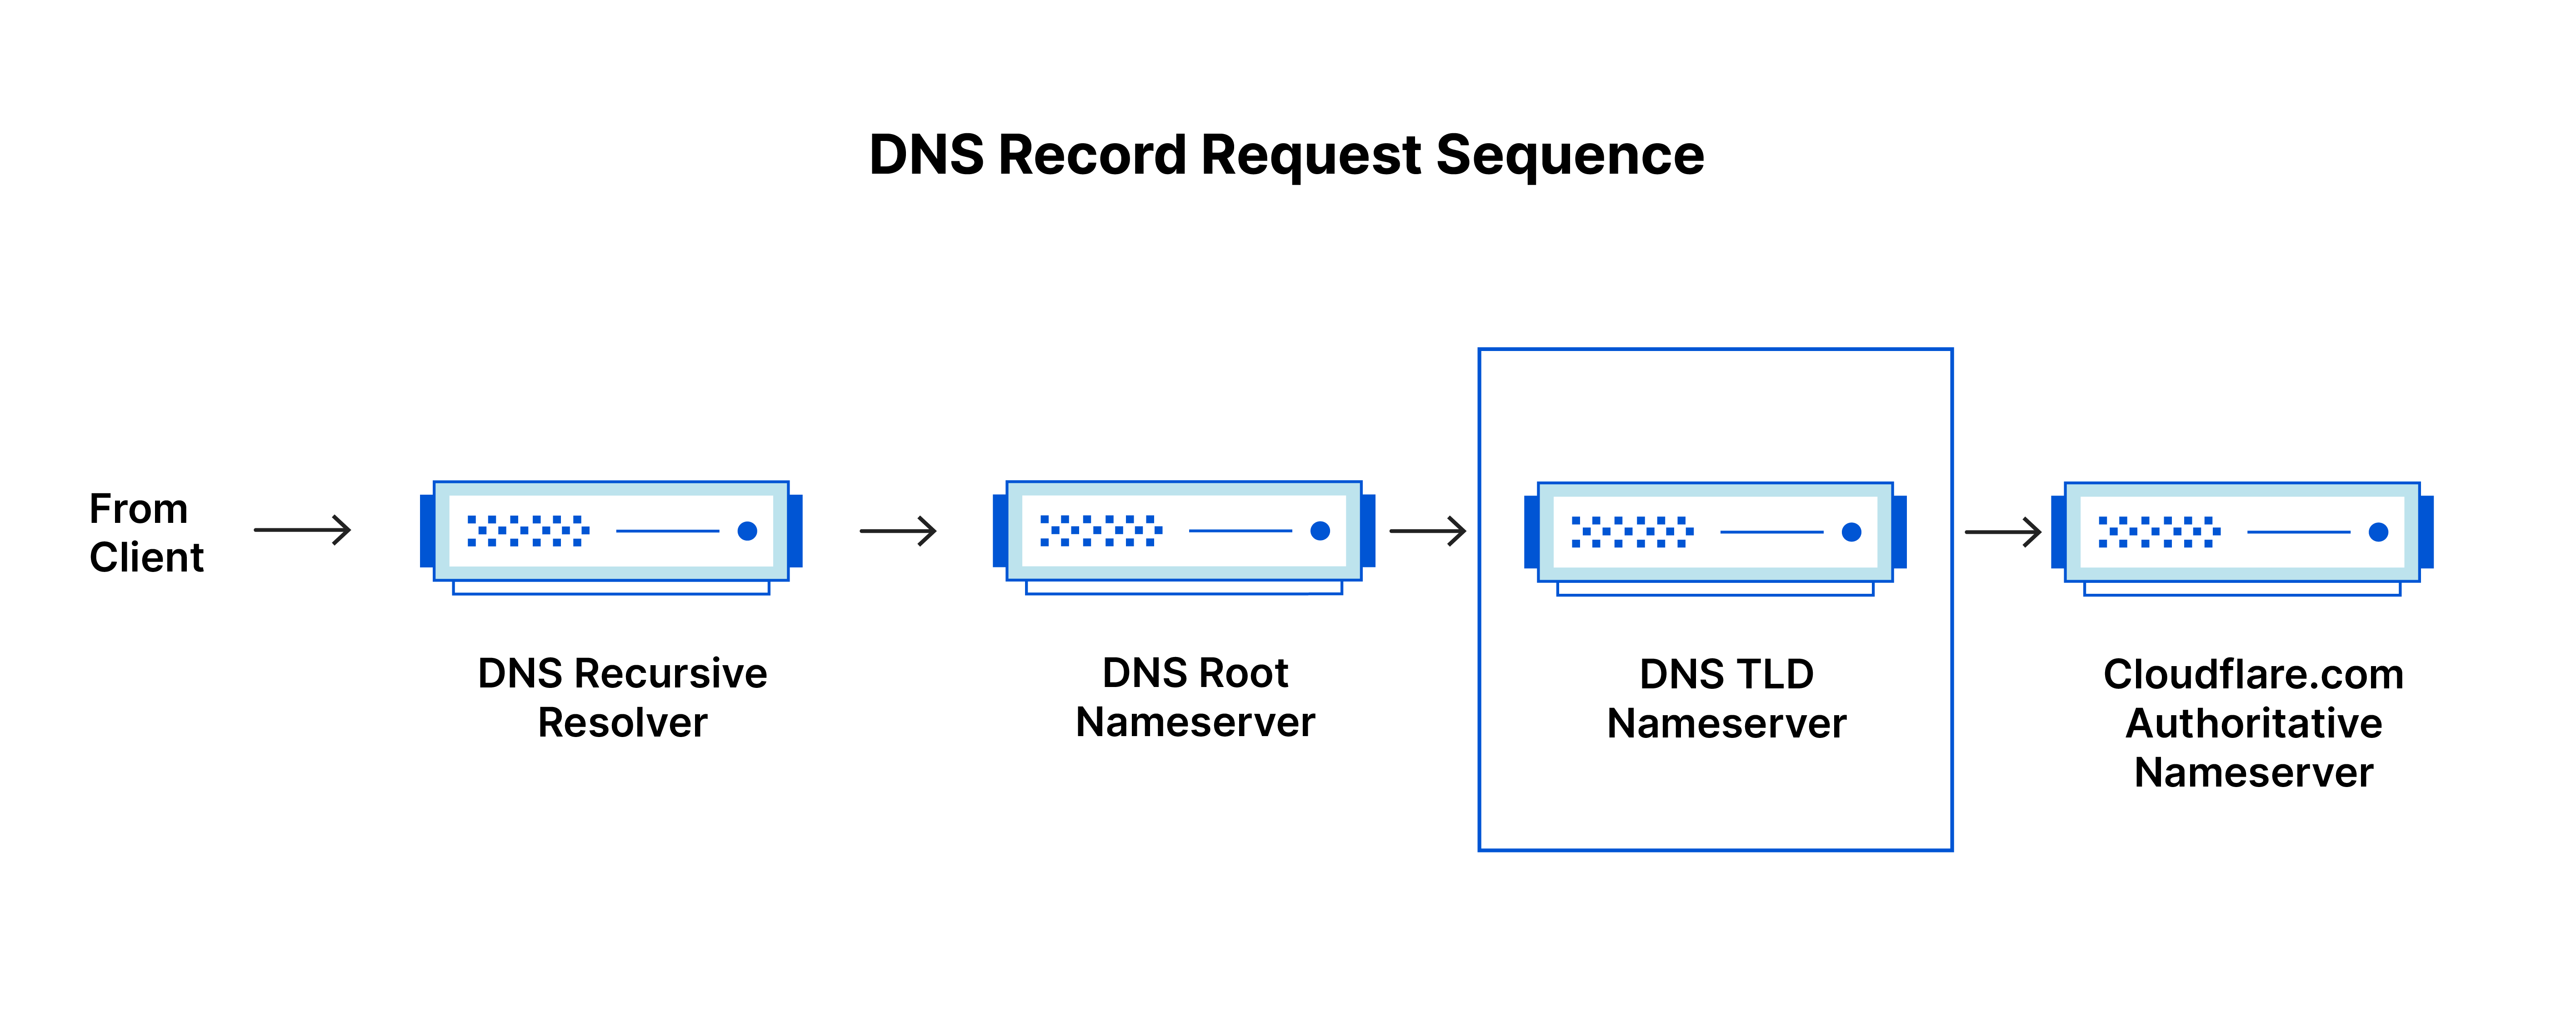 DNS Record Request Sequence
From
Client
DNS Recursive
Resolver
DNS Root
Nameserver
DNS TLD
Nameserver
Cloudflare.com
Authoritative
Nameserver